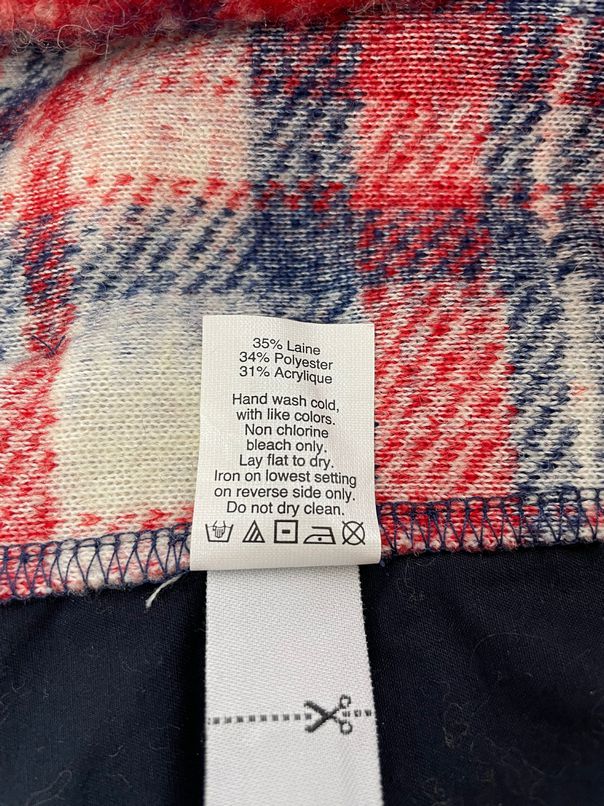 35% Laine
34% Polyester
31% Acrylique
Hand wash cold,
with like colors.
Non chlorine
bleach only.
Lay flat to dry.
Iron on lowest setting
on reverse side only.
Do not dry clean.